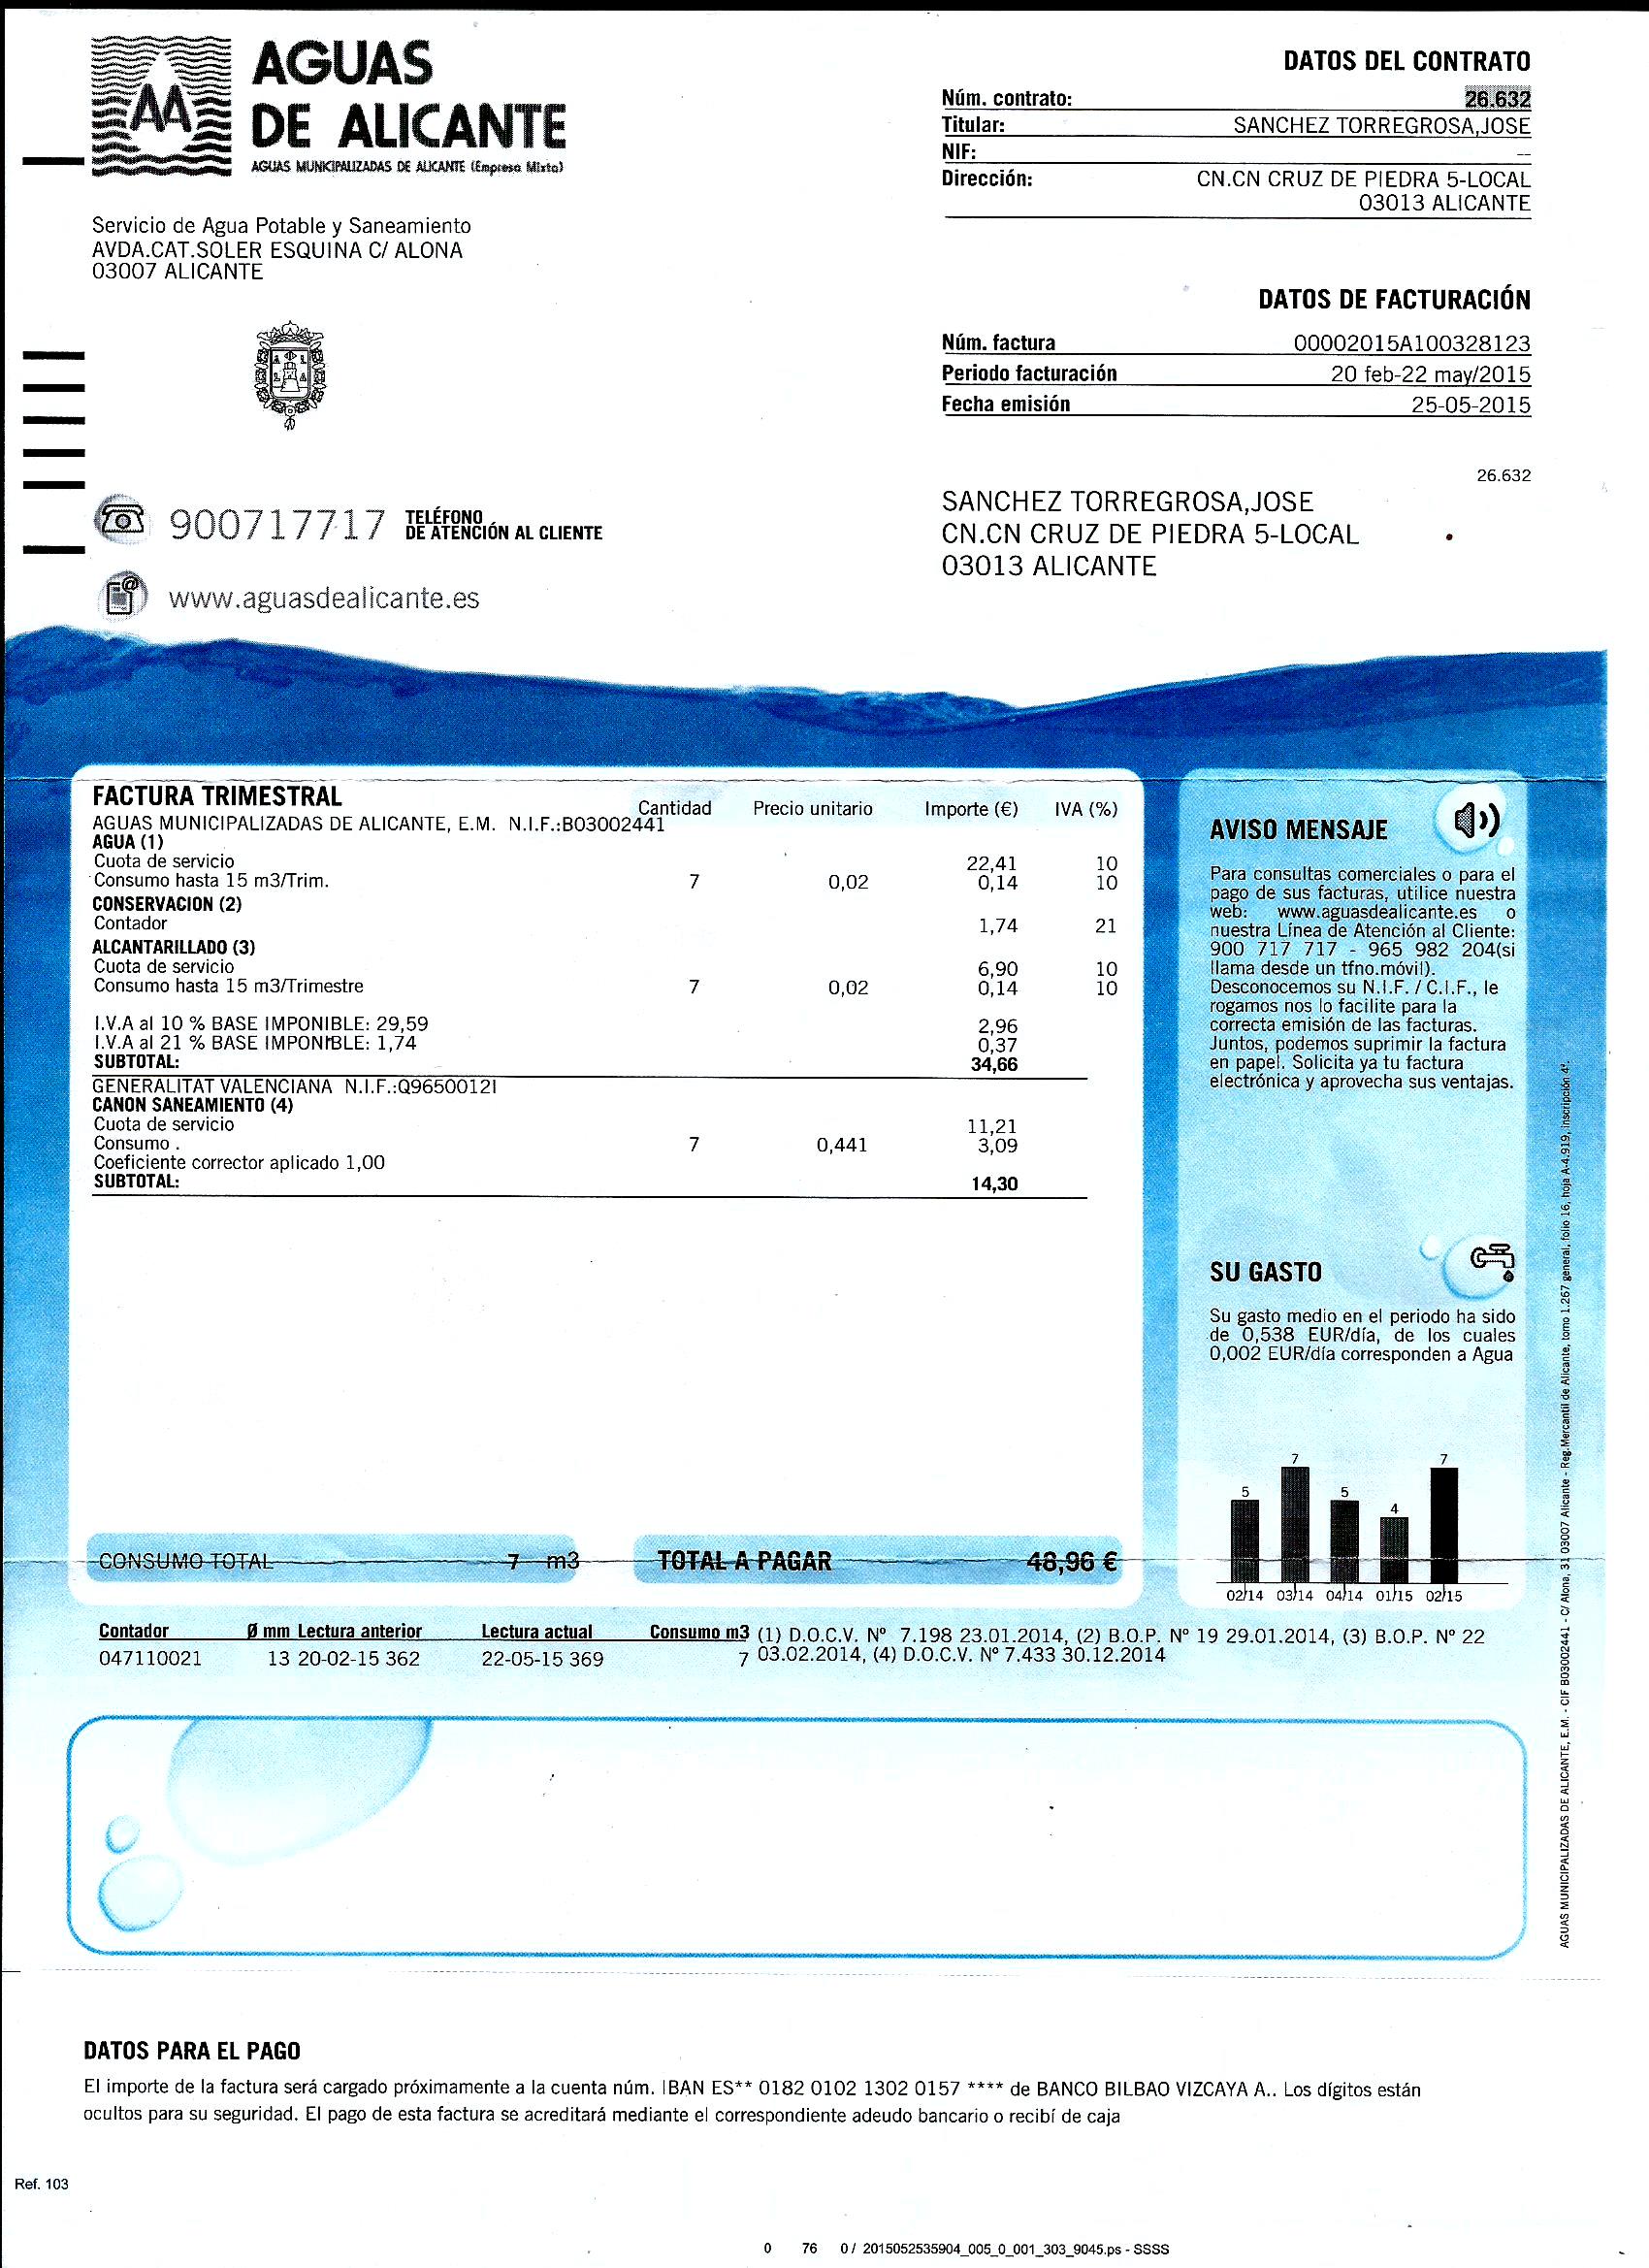 AGUAS
DE ALICANTE
AGUAS MUNICIPALIZADAS DE ALICANTE (Empresa Mixta)
Servicio de Agua Potable y Saneamiento
AVDA.CAT.SOLER ESQUINA C/ ALONA
03007 ALICANTE
900717717 TELÉFONO DE ATENCIÓN AL CLIENTE
www.aguasdealicante.es
DATOS DEL CONTRATO
Núm. contrato: 26.632
Titular: SANCHEZ TORREGROSA,JOSE
NIF: --
Dirección: CN.CN CRUZ DE PIEDRA 5-LOCAL
03013 ALICANTE
DATOS DE FACTURACIÓN
Núm. factura 00002015A100328123
Periodo facturación 20 feb-22 may/2015
Fecha emisión 25-05-2015
26.632
SANCHEZ TORREGROSA,JOSE
CN.CN CRUZ DE PIEDRA 5-LOCAL
03013 ALICANTE
FACTURA TRIMESTRAL
Cantidad Precio unitario Importe (€) IVA (%)
AGUAS MUNICIPALIZADAS DE ALICANTE, E.M. N.I.F.:B03002441
AGUA (1)
Cuota de servicio 22,41 10
Consumo hasta 15 m3/Trim. 7 0,02 0,14 10
CONSERVACION (2)
Contador 1,74 21
ALCANTARILLADO (3)
Cuota de servicio 6,90 10
Consumo hasta 15 m3/Trimestre 7 0,02 0,14 10
I.V.A al 10 % BASE IMPONIBLE: 29,59 2,96
I.V.A al 21 % BASE IMPONIBLE: 1,74 0,37
SUBTOTAL: 34,66
GENERALITAT VALENCIANA N.I.F.:Q9650012I
CANON SANEAMIENTO (4)
Cuota de servicio 11,21
Consumo . 7 0,441 3,09
Coeficiente corrector aplicado 1,00
SUBTOTAL: 14,30
CONSUMO TOTAL 7 m3 TOTAL A PAGAR 48,96 €
AVISO MENSAJE
Para consultas comerciales o para el
pago de sus facturas, utilice nuestra
web: www.aguasdealicante.es o
nuestra Línea de Atención al Cliente:
900 717 717 - 965 982 204(si
llama desde un tfno.móvil).
Desconocemos su N.I.F. / C.I.F., le
rogamos nos lo facilite para la
correcta emisión de las facturas.
Juntos, podemos suprimir la factura
en papel. Solicita ya tu factura
electrónica y aprovecha sus ventajas.
SU GASTO
Su gasto medio en el periodo ha sido
de 0,538 EUR/día, de los cuales
0,002 EUR/día corresponden a Agua
5 7 5 4 7
02/14 03/14 04/14 01/15 02/15
Contador Ø mm Lectura anterior Lectura actual Consumo m3
047110021 13 20-02-15 362 22-05-15 369 7
(1) D.O.C.V. Nº 7.198 23.01.2014, (2) B.O.P. Nº 19 29.01.2014, (3) B.O.P. Nº 22
03.02.2014, (4) D.O.C.V. Nº 7.433 30.12.2014
AGUAS MUNICIPALIZADAS DE ALICANTE, E.M. - CIF B03002441 - C/ Alona, 31 03007 Alicante - Reg.Mercantil de Alicante, tomo 1.267 general, folio 16, hoja A-4.919, inscripción 4ª.
DATOS PARA EL PAGO
El importe de la factura será cargado próximamente a la cuenta núm. IBAN ES** 0182 0102 1302 0157 **** de BANCO BILBAO VIZCAYA A.. Los dígitos están
ocultos para su seguridad. El pago de esta factura se acreditará mediante el correspondiente adeudo bancario o recibí de caja
Ref. 103
0 76 0 / 2015052535904_005_0_001_303_9045.ps - SSSS